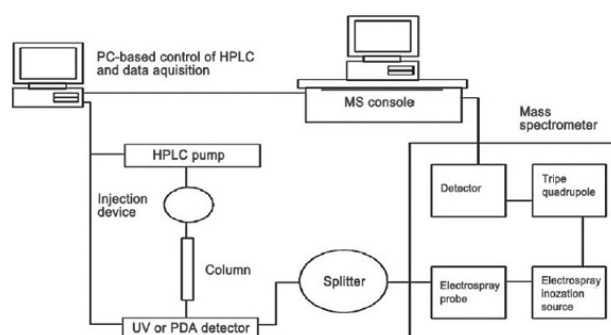 PC-based control of HPLC
and data aquisition
MS console
Mass
spectrometer
HPLC pump
Injection
device
Detector
Tripe
quadrupole
Column
Splitter
UV or PDA detector
Electrospray
probe
Electrospray
inozation
source